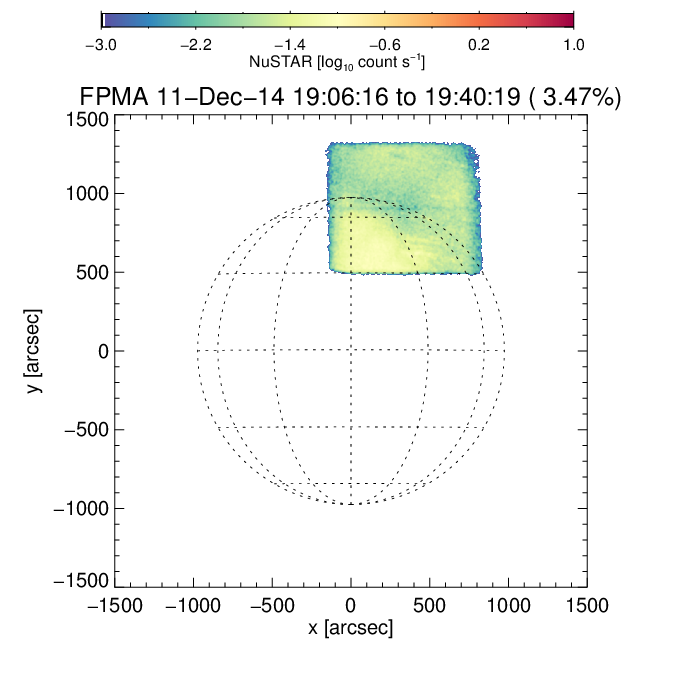 −3.0 −2.2 −1.4 −0.6 0.2 1.0
NuSTAR [log₁₀ count s⁻¹]
FPMA 11−Dec−14 19:06:16 to 19:40:19 ( 3.47%)
1500
1000
500
0
−500
−1000
−1500
y [arcsec]
−1500 −1000 −500 0 500 1000 1500
x [arcsec]